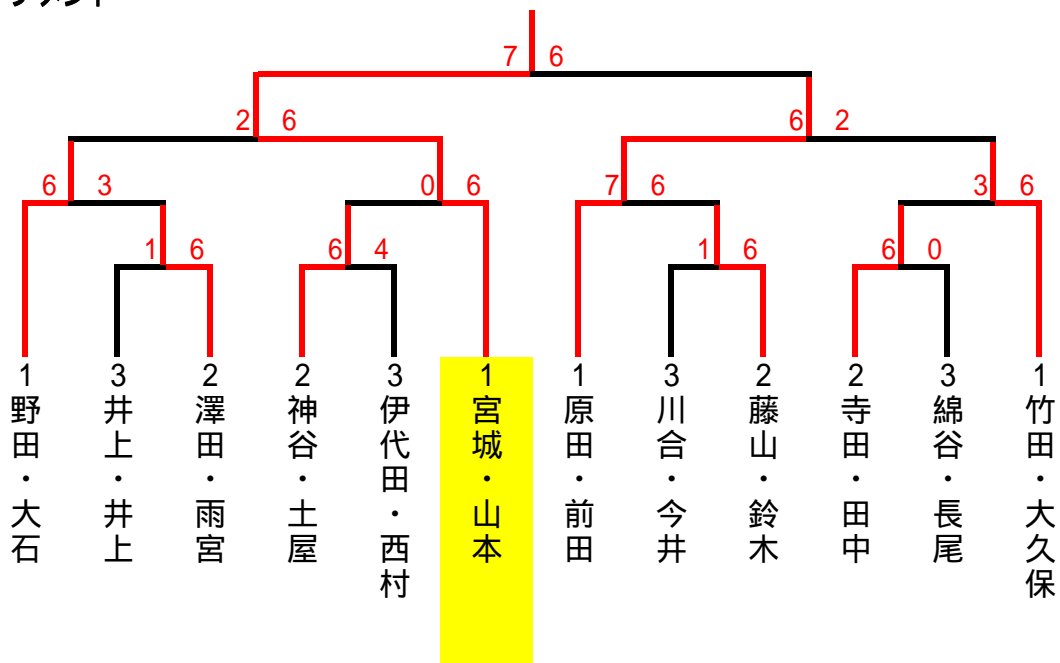 7 6
2 6
6 2
6 3
0 6
7 6
3 6
1 6
6 4
1 6
6 0
1
野田・大石
3
井上・井上
2
澤田・雨宮
2
神谷・土屋
3
伊代田・西村
1
宮城・山本
1
原田・前田
3
川合・今井
2
藤山・鈴木
2
寺田・田中
3
綿谷・長尾
1
竹田・大久保